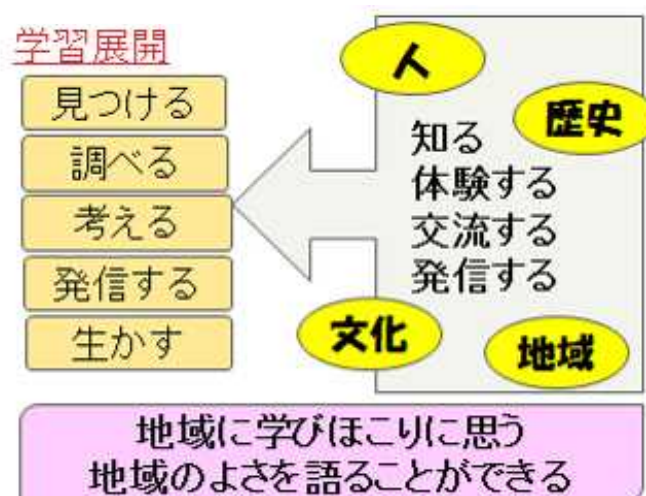 学習展開
見つける
調べる
考える
発信する
生かす
人
歴史
知る
体験する
交流する
発信する
文化
地域
地域に学びほこりに思う
地域のよさを語ることができる